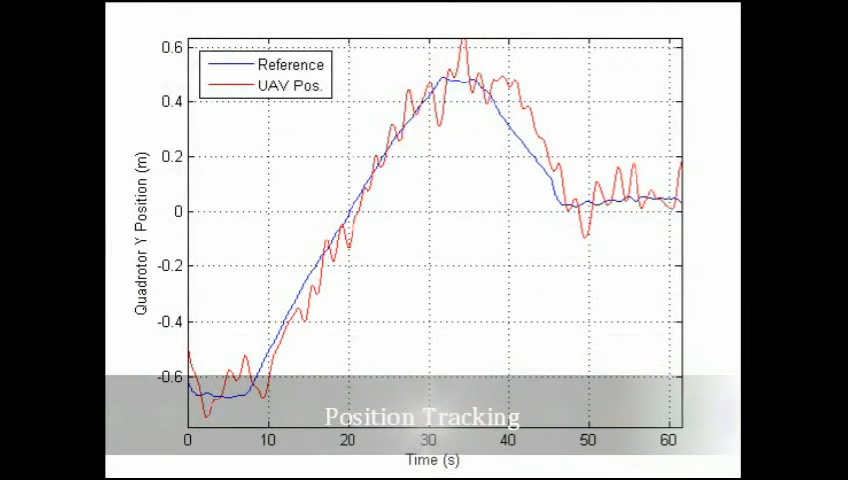 Reference
UAV Pos.
0.6
0.4
0.2
0
-0.2
-0.4
-0.6
Quadrotor Y Position (m)
Position Tracking
0 10 20 30 40 50 60
Time (s)